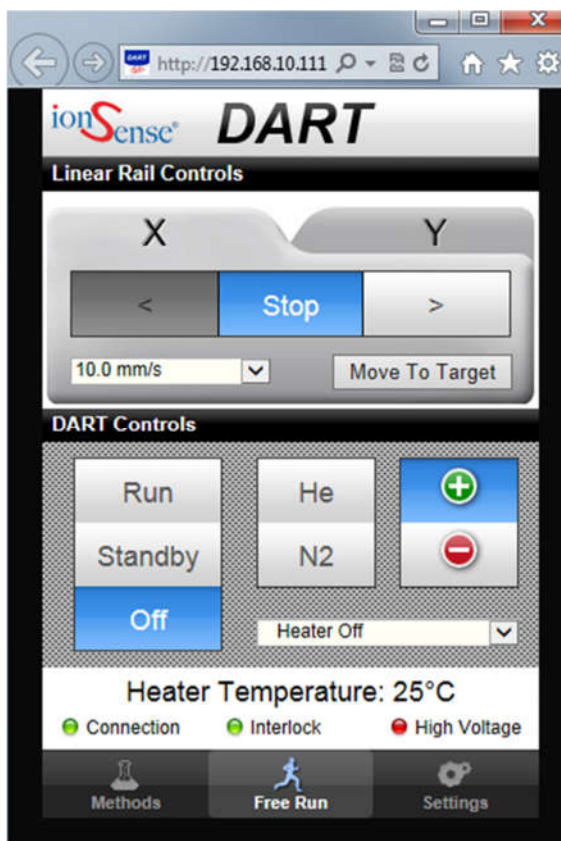 http://192.168.10.111
ionSense® DART
Linear Rail Controls
X Y
< Stop >
10.0 mm/s Move To Target
DART Controls
Run He
Standby N2
Off Heater Off
Heater Temperature: 25°C
Connection Interlock High Voltage
Methods Free Run Settings